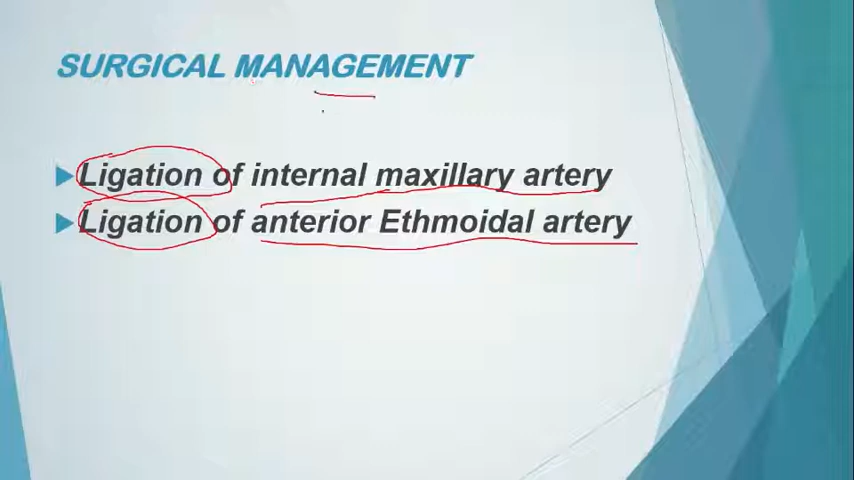 SURGICAL MANAGEMENT
Ligation of internal maxillary artery
Ligation of anterior Ethmoidal artery